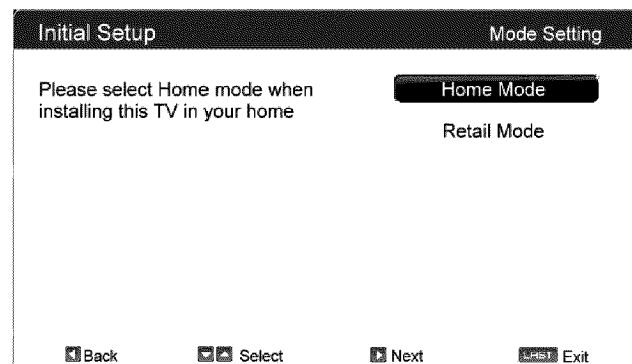 Initial Setup Mode Setting
Please select Home mode when
installing this TV in your home
Home Mode
Retail Mode
Back Select Next LAST Exit